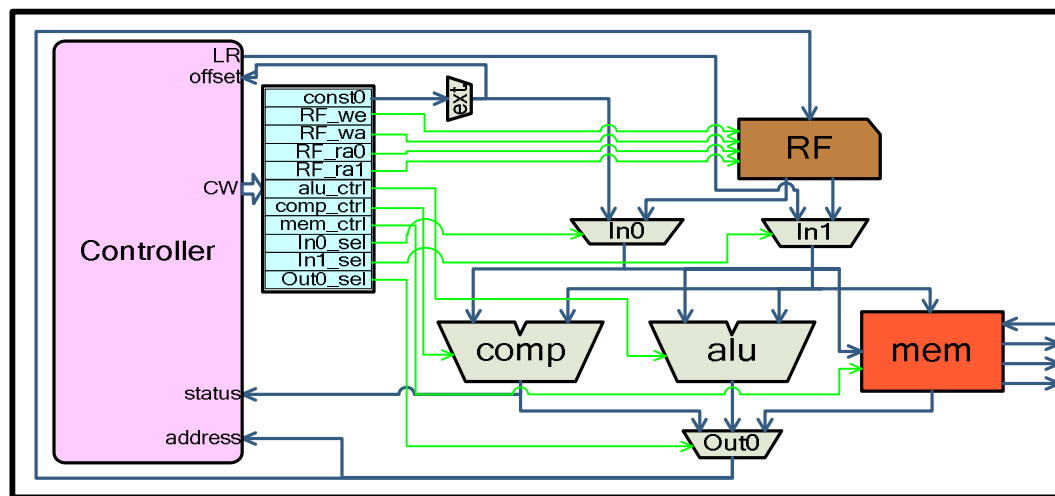 LR
offset
const0
ext.
RF_we
RF_wa
RF_ra0
RF_ra1
RF
CW
alu_ctrl
comp_ctrl
mem_ctrl
In0_sel
In1_sel
Out0_sel
In0
In1
Controller
comp
alu
mem
status
address
Out0